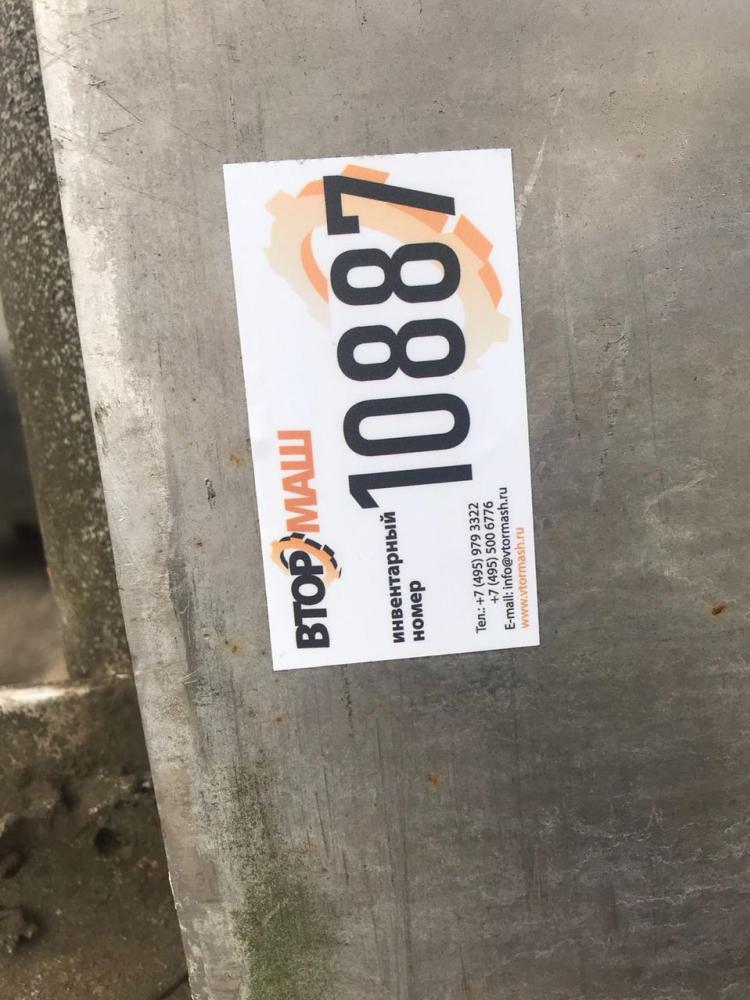 ВТОРМАШ
инвентарный
номер
10887
Тел.: +7 (495) 979 3322
+7 (495) 500 6776
E-mail: info@vtormash.ru
www.vtormash.ru